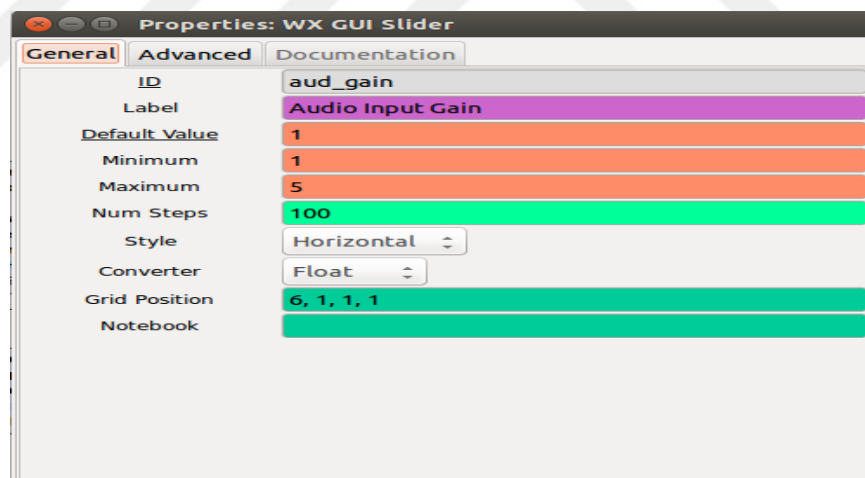 Properties: WX GUI Slider
General Advanced Documentation
ID aud_gain
Label Audio Input Gain
Default Value 1
Minimum 1
Maximum 5
Num Steps 100
Style Horizontal
Converter Float
Grid Position 6, 1, 1, 1
Notebook